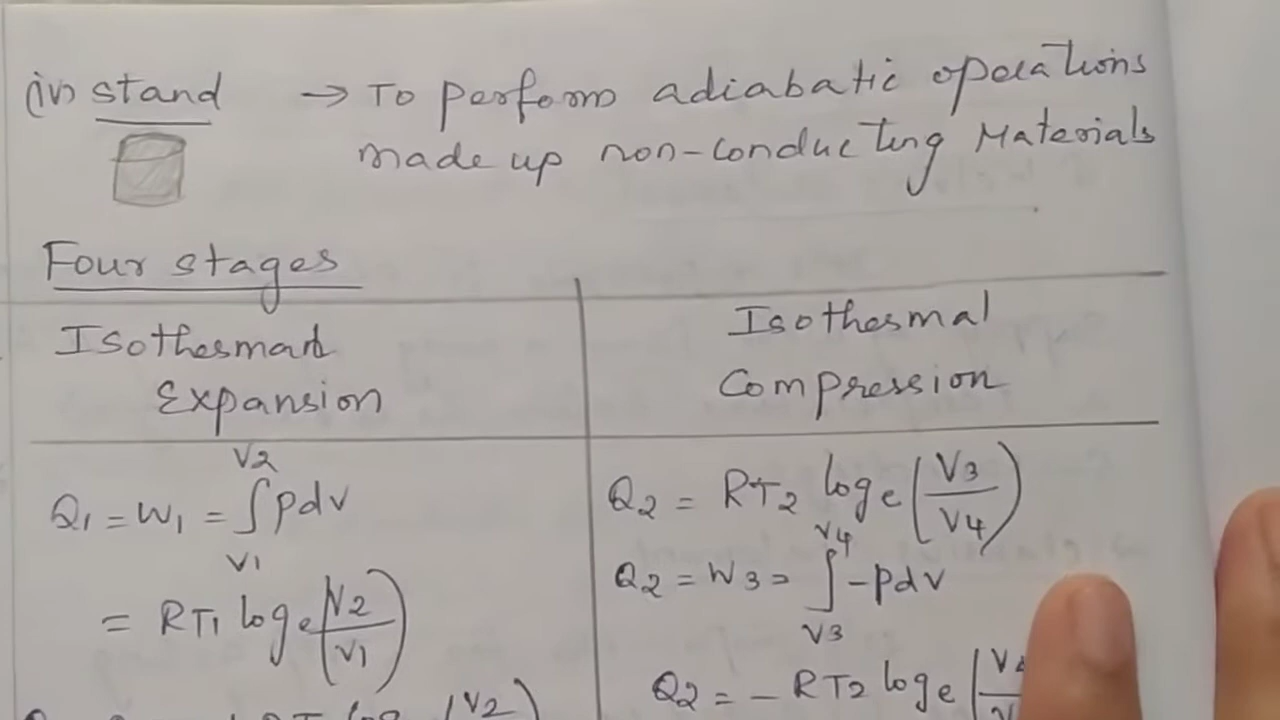 (iv) stand → To perform adiabatic operations
made up non-conducting Materials
Four stages
Isothermal
Expansion
Q1 = W1 = ∫ pdv
V2
V1
= RT1 loge (V2/V1)
(V2)
Isothermal
Compression
Q2 = RT2 loge (V3/V4)
Q2 = W3 = ∫ -pdv
V4
V3
Q2 = - RT2 loge